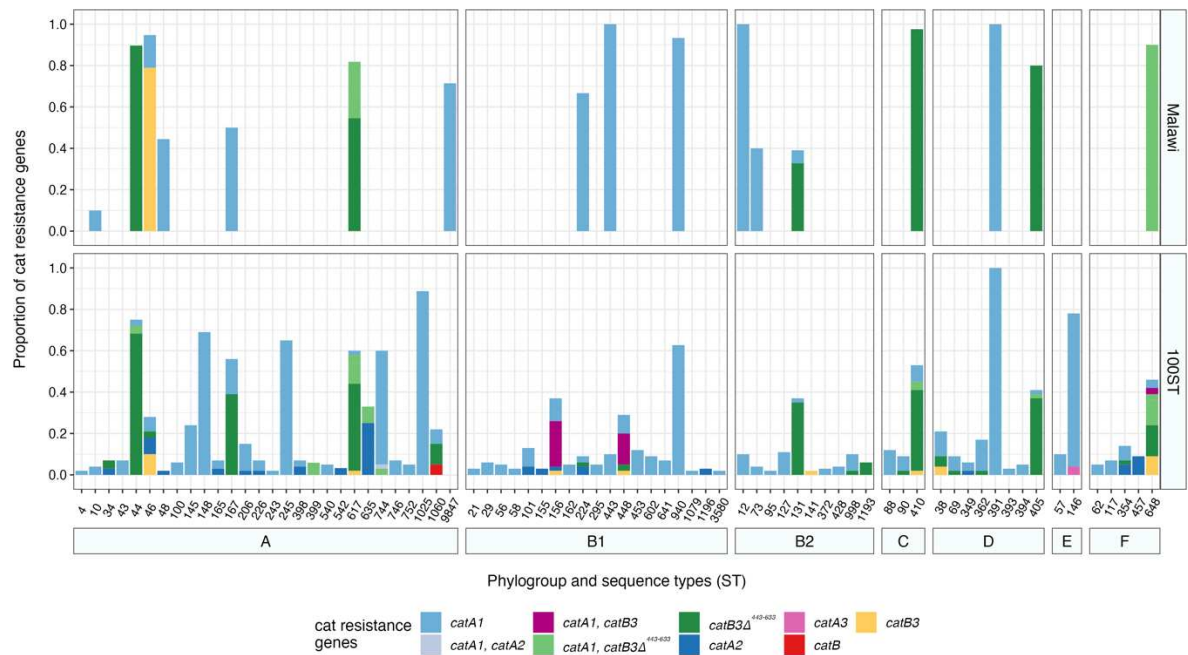 Proportion of cat resistance genes
1.0
0.8
0.6
0.4
0.2
0.0
Malawi
1.0
0.8
0.6
0.4
0.2
0.0
100ST
4 10 34 43 44 46 48 100 145 148 165 167 206 226 243 245 398 399 540 542 617 635 744 746 752 1025 1060 9847
21 29 56 58 101 155 156 162 224 295 443 448 453 602 641 940 1079 1196 3580
12 73 95 127 131 141 372 428 998 1193
88 90 410
38 69 349 362 391 393 394 405
57 146
62 117 354 457 648
A B1 B2 C D E F
Phylogroup and sequence types (ST)
cat resistance genes
catA1
catA1, catA2
catA1, catB3
catA1, catB3Δ⁴⁴³⁻⁶³³
catB3Δ⁴⁴³⁻⁶³³
catA2
catA3
catB
catB3